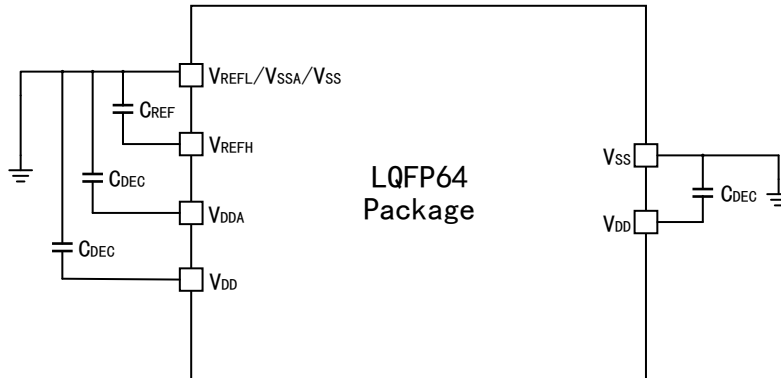 VREFL/VSSA/VSS
CREF
VREFH
CDEC
VDDA
CDEC
VDD
LQFP64
Package
VSS
CDEC
VDD